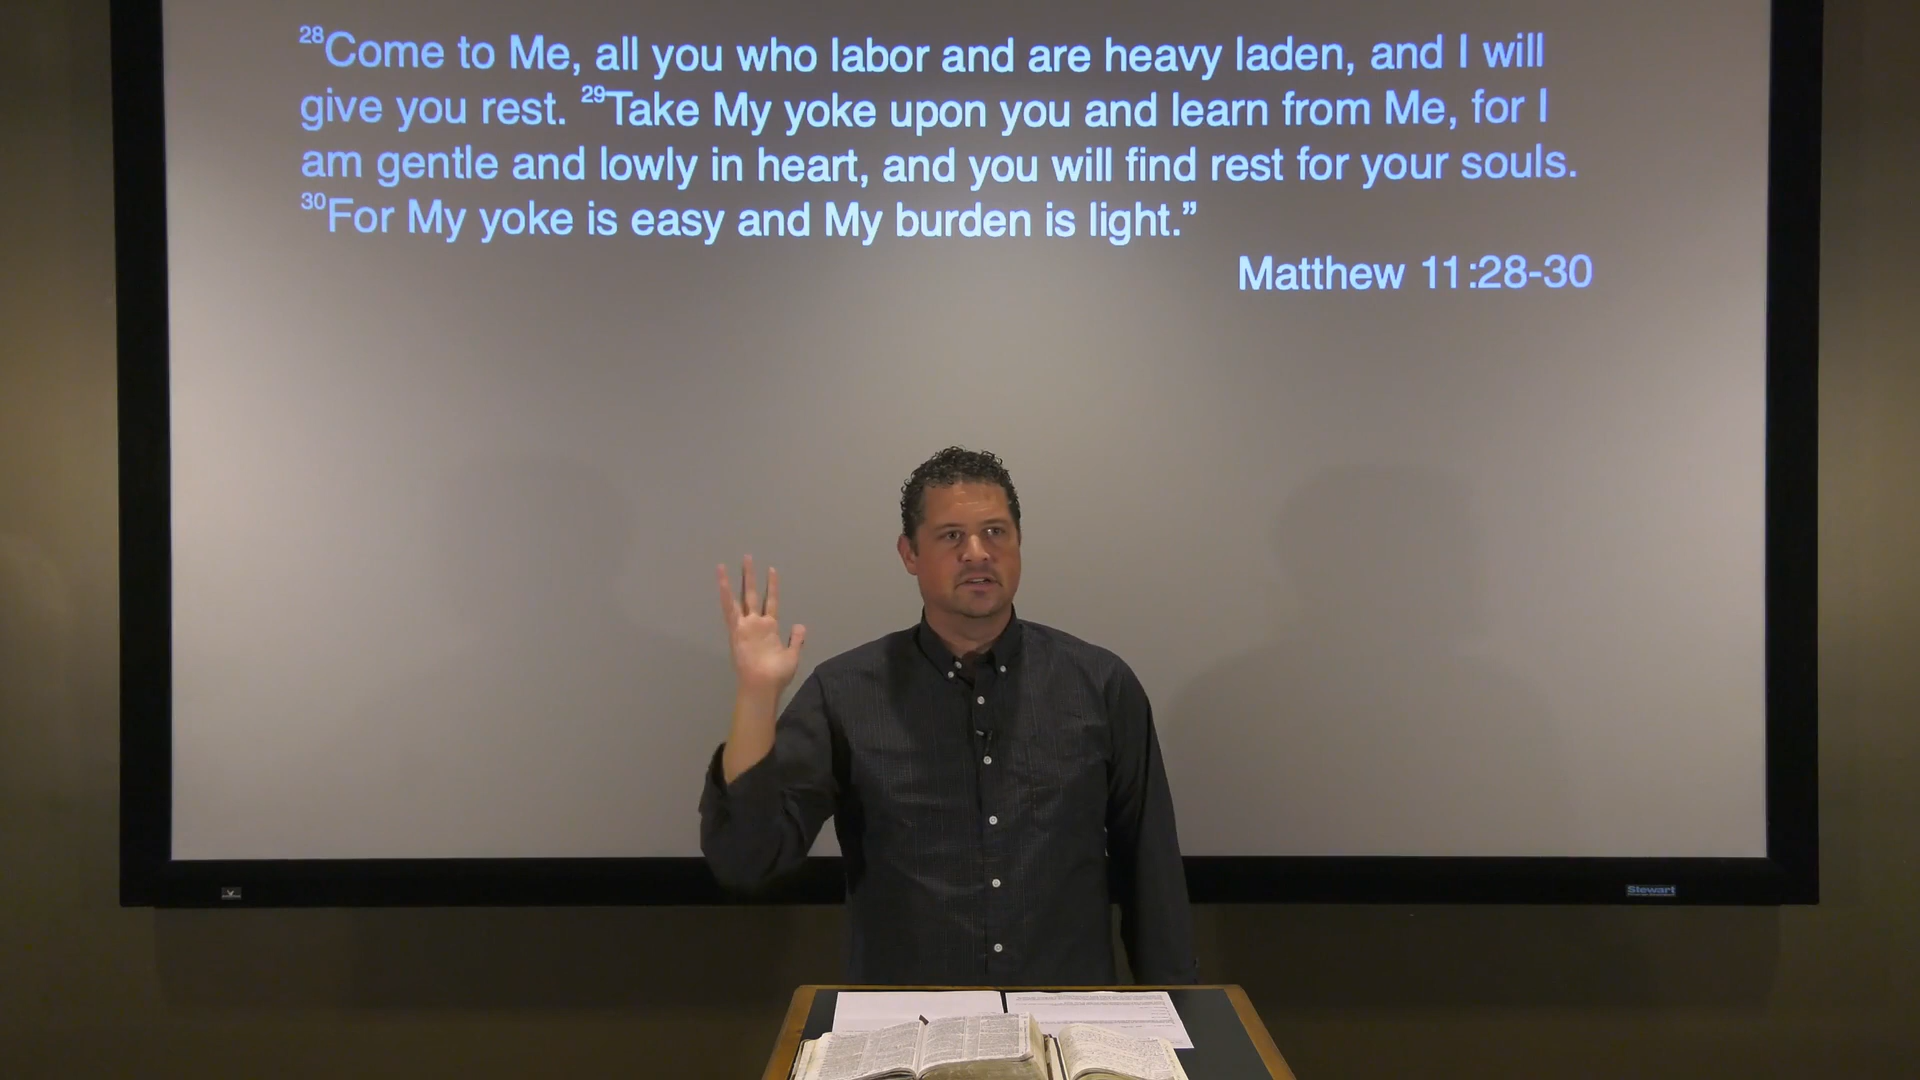 28Come to Me, all you who labor and are heavy laden, and I will
give you rest. 29Take My yoke upon you and learn from Me, for I
am gentle and lowly in heart, and you will find rest for your souls.
30For My yoke is easy and My burden is light.”
Matthew 11:28-30
Stewart